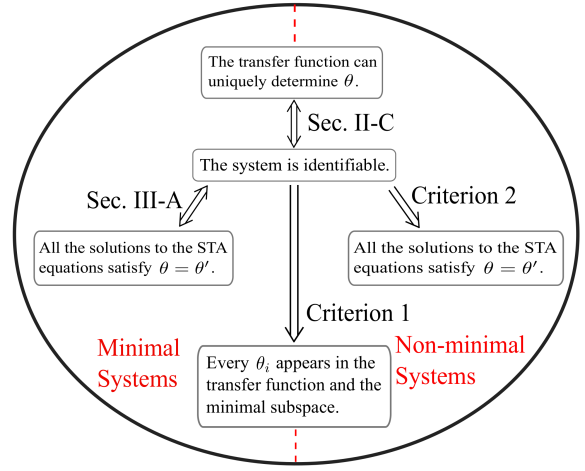 The transfer function can
uniquely determine θ.
Sec. II-C
The system is identifiable.
Sec. III-A
Criterion 2
All the solutions to the STA
equations satisfy θ = θ′.
All the solutions to the STA
equations satisfy θ = θ′.
Criterion 1
Minimal
Systems
Non-minimal
Systems
Every θᵢ appears in the
transfer function and the
minimal subspace.